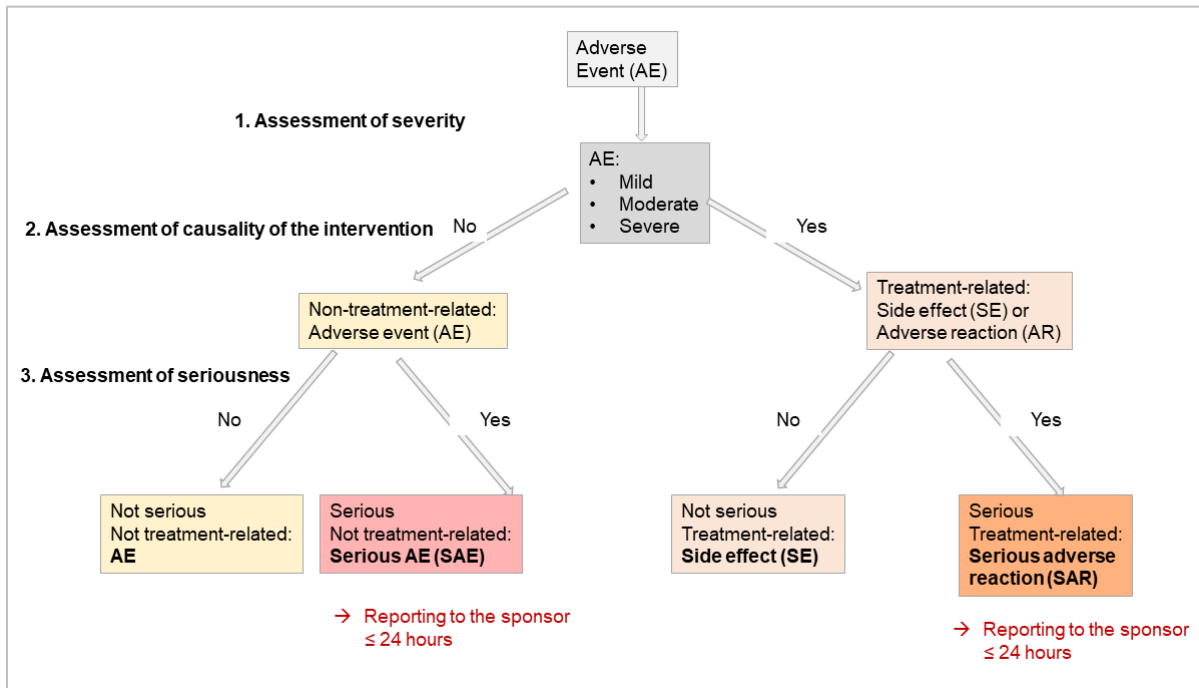 Adverse
Event (AE)
1. Assessment of severity
AE:
• Mild
• Moderate
• Severe
2. Assessment of causality of the intervention
No
Yes
Non-treatment-related:
Adverse event (AE)
Treatment-related:
Side effect (SE) or
Adverse reaction (AR)
3. Assessment of seriousness
No
Yes
No
Yes
Not serious
Not treatment-related:
AE
Serious
Not treatment-related:
Serious AE (SAE)
Not serious
Treatment-related:
Side effect (SE)
Serious
Treatment-related:
Serious adverse
reaction (SAR)
→ Reporting to the sponsor
≤ 24 hours
→ Reporting to the sponsor
≤ 24 hours